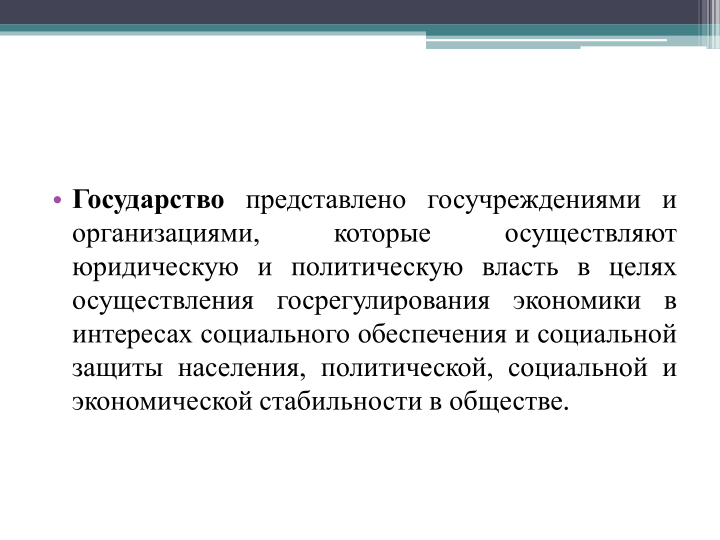 • Государство представлено госучреждениями и
организациями, которые осуществляют
юридическую и политическую власть в целях
осуществления госрегулирования экономики в
интересах социального обеспечения и социальной
защиты населения, политической, социальной и
экономической стабильности в обществе.